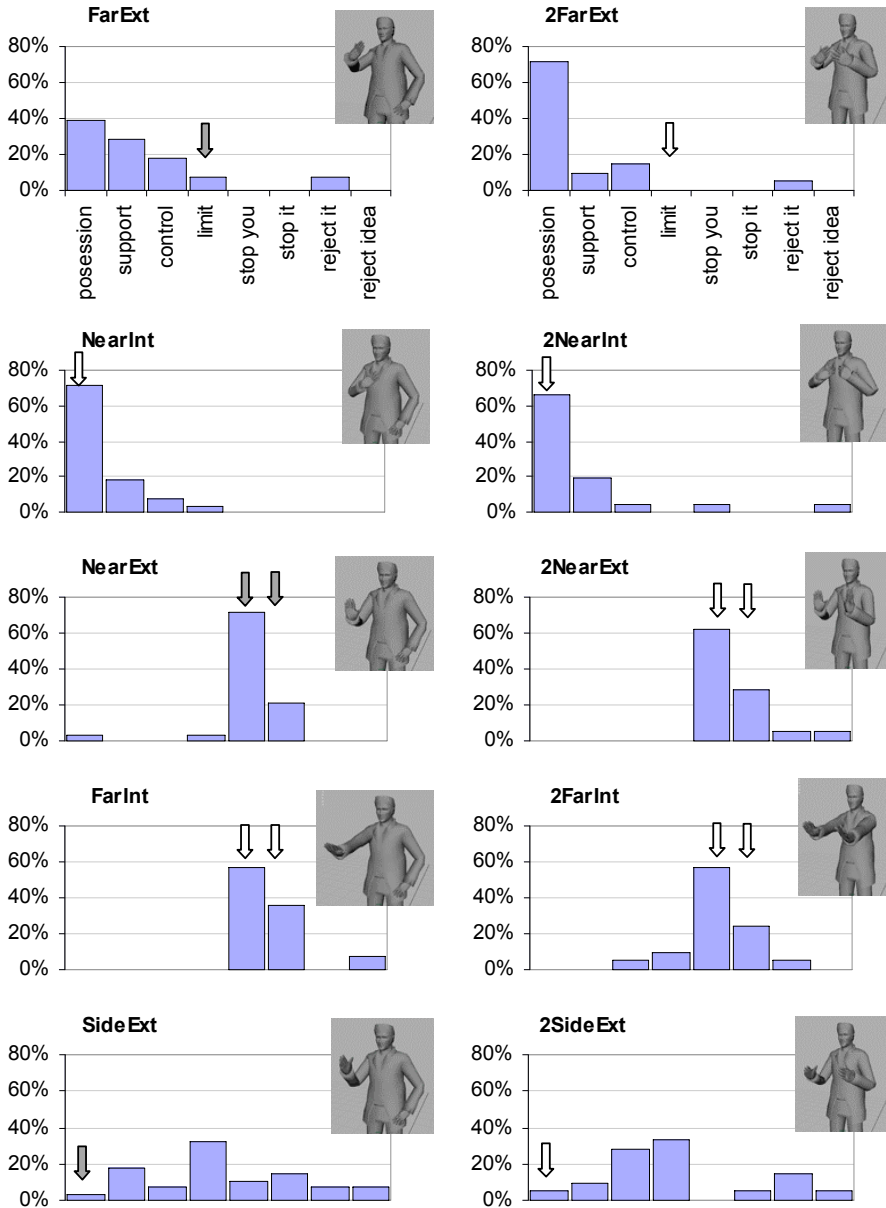 FarExt
80%
60%
40%
20%
0%
posession
support
control
limit
stop you
stop it
reject it
reject idea
2FarExt
80%
60%
40%
20%
0%
posession
support
control
limit
stop you
stop it
reject it
reject idea
NearInt
80%
60%
40%
20%
0%
2NearInt
80%
60%
40%
20%
0%
NearExt
80%
60%
40%
20%
0%
2NearExt
80%
60%
40%
20%
0%
FarInt
80%
60%
40%
20%
0%
2FarInt
80%
60%
40%
20%
0%
SideExt
80%
60%
40%
20%
0%
2SideExt
80%
60%
40%
20%
0%